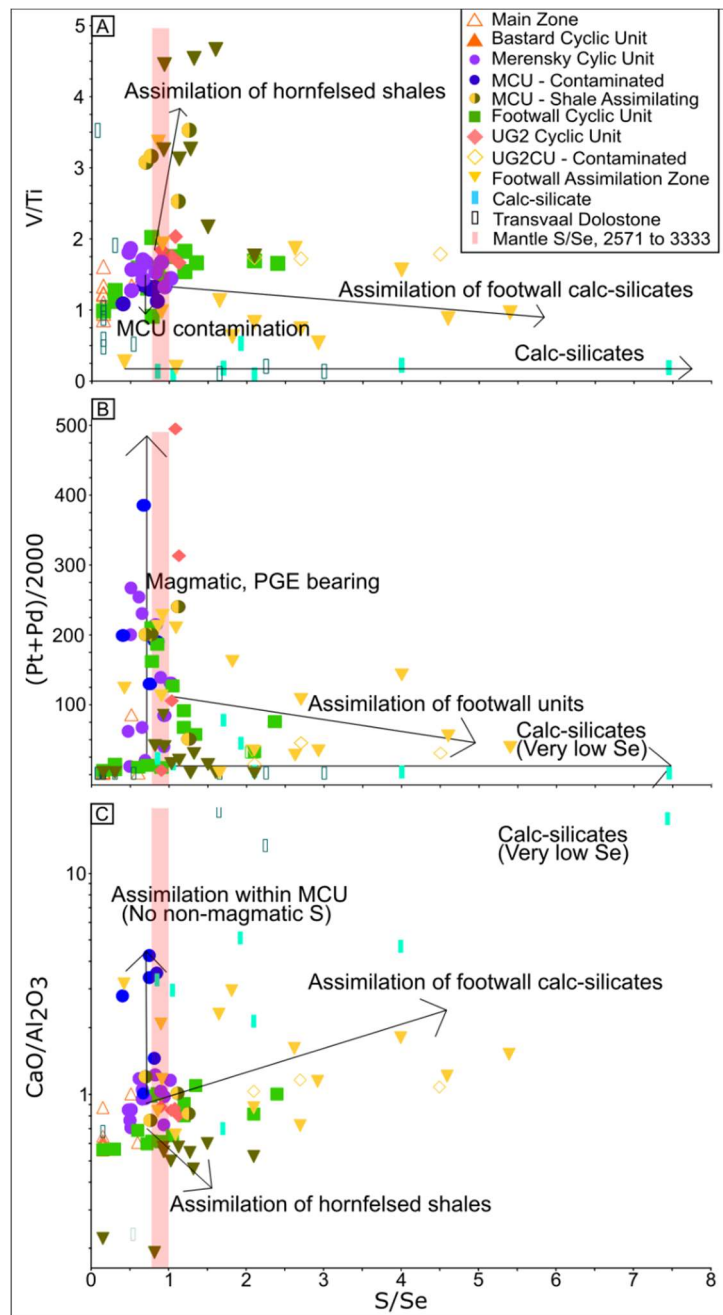 A
5
4
3
2
1
0
V/Ti
Main Zone
Bastard Cyclic Unit
Merensky Cylic Unit
MCU - Contaminated
MCU - Shale Assimilating
Footwall Cyclic Unit
UG2 Cyclic Unit
UG2CU - Contaminated
Footwall Assimilation Zone
Calc-silicate
Transvaal Dolostone
Mantle S/Se, 2571 to 3333
Assimilation of hornfelsed shales
Assimilation of footwall calc-silicates
MCU contamination
Calc-silicates
B
500
400
300
200
100
(Pt+Pd)/2000
Magmatic, PGE bearing
Assimilation of footwall units
Calc-silicates
(Very low Se)
C
10
1
CaO/Al2O3
Calc-silicates
(Very low Se)
Assimilation within MCU
(No non-magmatic S)
Assimilation of footwall calc-silicates
Assimilation of hornfelsed shales
0 1 2 3 4 5 6 7 8
S/Se